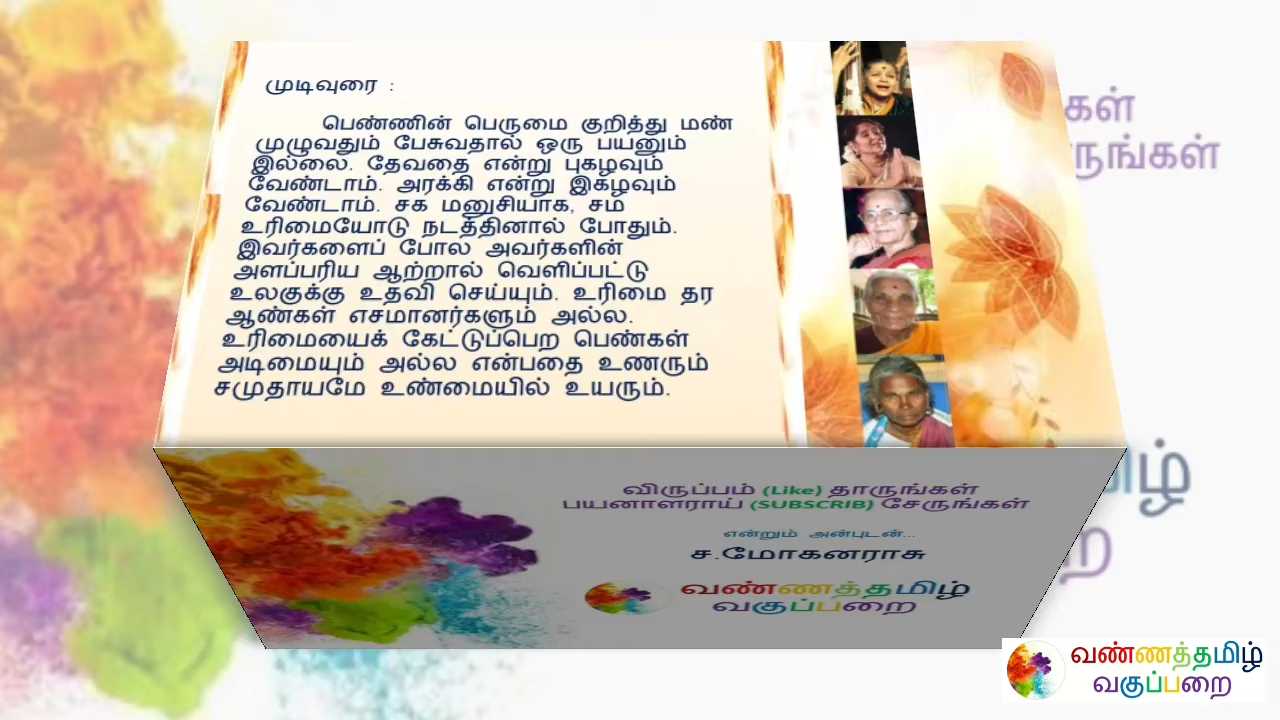 முடிவுரை :
பெண்ணின் பெருமை குறித்து மண்
முழுவதும் பேசுவதால் ஒரு பயனும்
இல்லை. தேவதை என்று புகழவும்
வேண்டாம். அரக்கி என்று இகழவும்
வேண்டாம். சக மனுசியாக, சம
உரிமையோடு நடத்தினால் போதும்.
இவர்களைப் போல அவர்களின்
அளப்பரிய ஆற்றால் வெளிப்பட்டு
உலகுக்கு உதவி செய்யும். உரிமை தர
ஆண்கள் எசமானர்களும் அல்ல.
உரிமையைக் கேட்டுப்பெற பெண்கள்
அடிமையும் அல்ல என்பதை உணரும்
சமுதாயமே உண்மையில் உயரும்.
கள்
ருங்கள்
மிழ்
றை
விருப்பம் (Like) தாருங்கள்
பயனாளராய் (SUBSCRIB) சேருங்கள்
என்றும் அன்புடன்...
ச.மோகனராசு
வண்ணத்தமிழ்
வகுப்பறை
வண்ணத்தமிழ்
வகுப்பறை